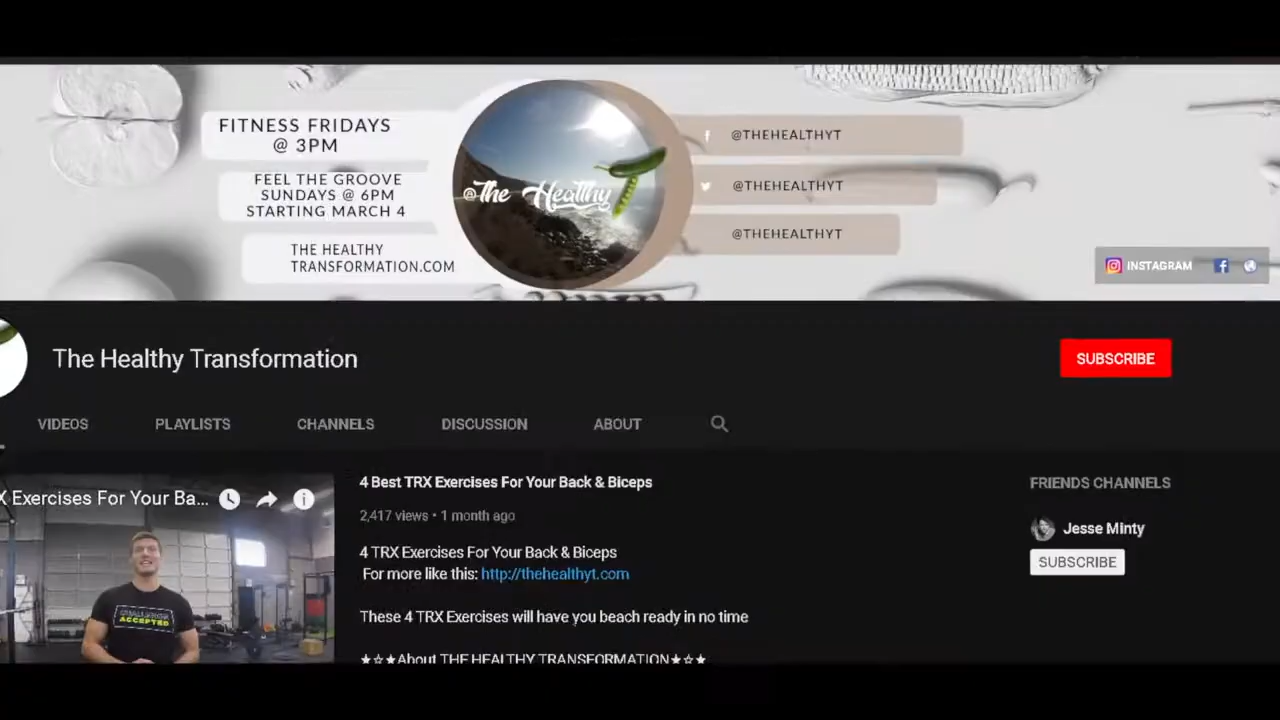 FITNESS FRIDAYS
@ 3PM
FEEL THE GROOVE
SUNDAYS @ 6PM
STARTING MARCH 4
THE HEALTHY
TRANSFORMATION.COM
@The Healthy T
@THEHEALTHYT
@THEHEALTHYT
@THEHEALTHYT
INSTAGRAM
The Healthy Transformation
SUBSCRIBE
VIDEOS PLAYLISTS CHANNELS DISCUSSION ABOUT
X Exercises For Your Ba...
CHALLENGE
ACCEPTED
4 Best TRX Exercises For Your Back & Biceps
2,417 views • 1 month ago
4 TRX Exercises For Your Back & Biceps
For more like this: http://thehealthyt.com
These 4 TRX Exercises will have you beach ready in no time
★☆★About THE HEALTHY TRANSFORMATION★☆★
FRIENDS CHANNELS
Jesse Minty
SUBSCRIBE